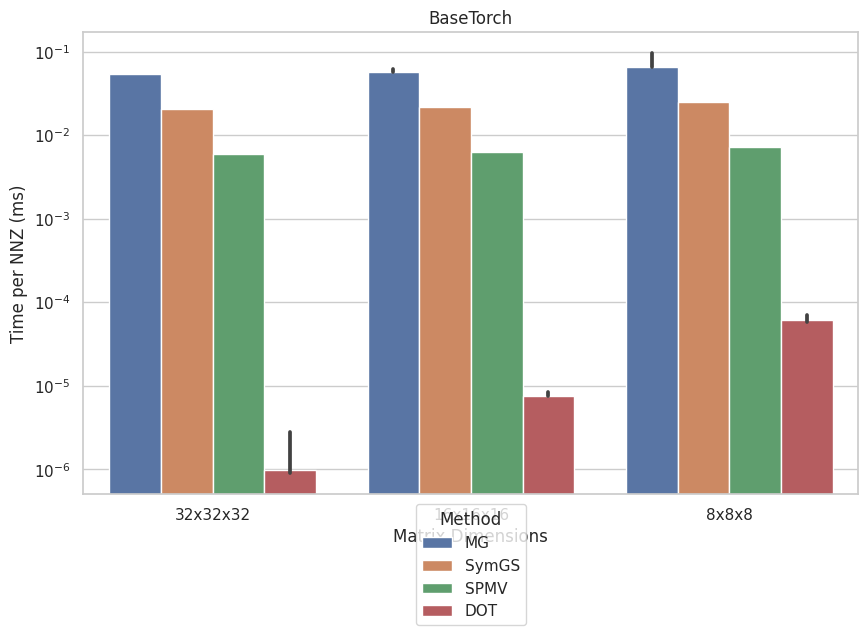 BaseTorch
Time per NNZ (ms)
10⁻¹
10⁻²
10⁻³
10⁻⁴
10⁻⁵
10⁻⁶
32x32x32
16x16x16
8x8x8
Matrix Dimensions
Method
MG
SymGS
SPMV
DOT